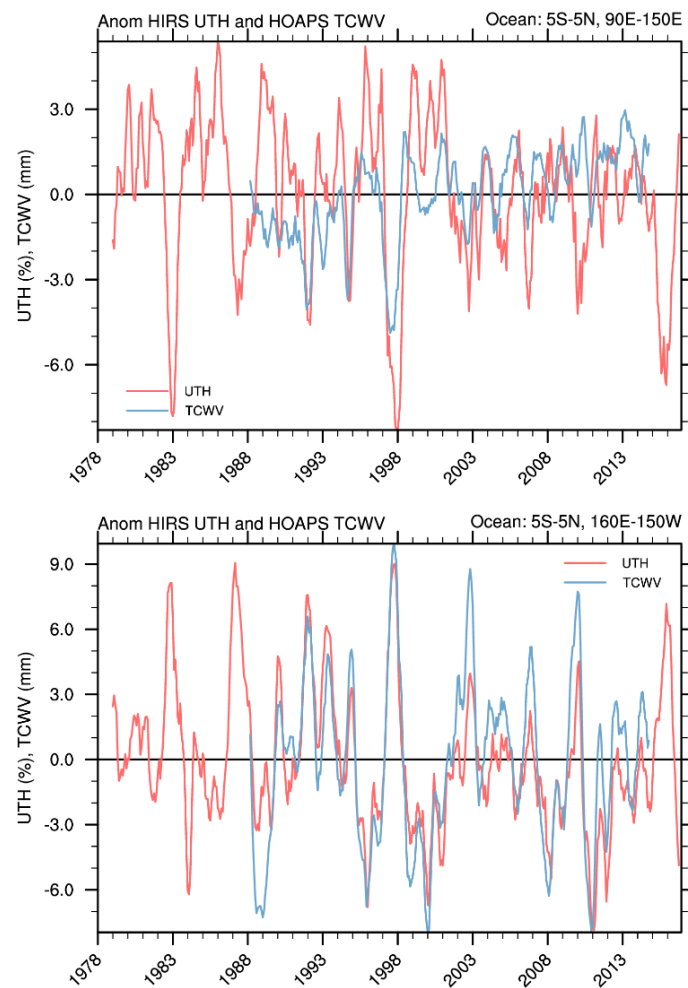 Anom HIRS UTH and HOAPS TCWV Ocean: 5S-5N, 90E-150E
3.0
0.0
-3.0
-6.0
UTH (%), TCWV (mm)
UTH
TCWV
1978 1983 1988 1993 1998 2003 2008 2013
Anom HIRS UTH and HOAPS TCWV Ocean: 5S-5N, 160E-150W
9.0
6.0
3.0
0.0
-3.0
-6.0
UTH (%), TCWV (mm)
UTH
TCWV
1978 1983 1988 1993 1998 2003 2008 2013